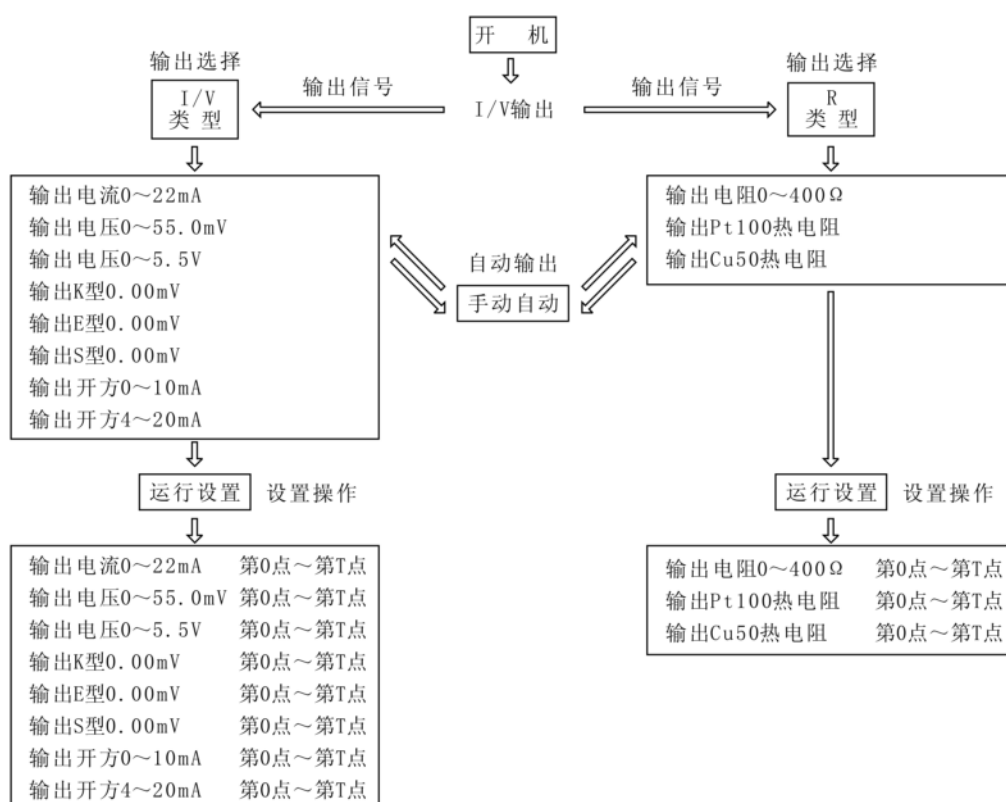 开 机
输出选择
输出选择
I/V
类 型
输出信号
I/V输出
输出信号
R
类 型
输出电流0～22mA
输出电压0～55.0mV
输出电压0～5.5V
输出K型0.00mV
输出E型0.00mV
输出S型0.00mV
输出开方0～10mA
输出开方4～20mA
自动输出
手动自动
输出电阻0～400Ω
输出Pt100热电阻
输出Cu50热电阻
运行设置 设置操作
运行设置 设置操作
输出电流0～22mA 第0点～第T点
输出电压0～55.0mV 第0点～第T点
输出电压0～5.5V 第0点～第T点
输出K型0.00mV 第0点～第T点
输出E型0.00mV 第0点～第T点
输出S型0.00mV 第0点～第T点
输出开方0～10mA 第0点～第T点
输出开方4～20mA 第0点～第T点
输出电阻0～400Ω 第0点～第T点
输出Pt100热电阻 第0点～第T点
输出Cu50热电阻 第0点～第T点